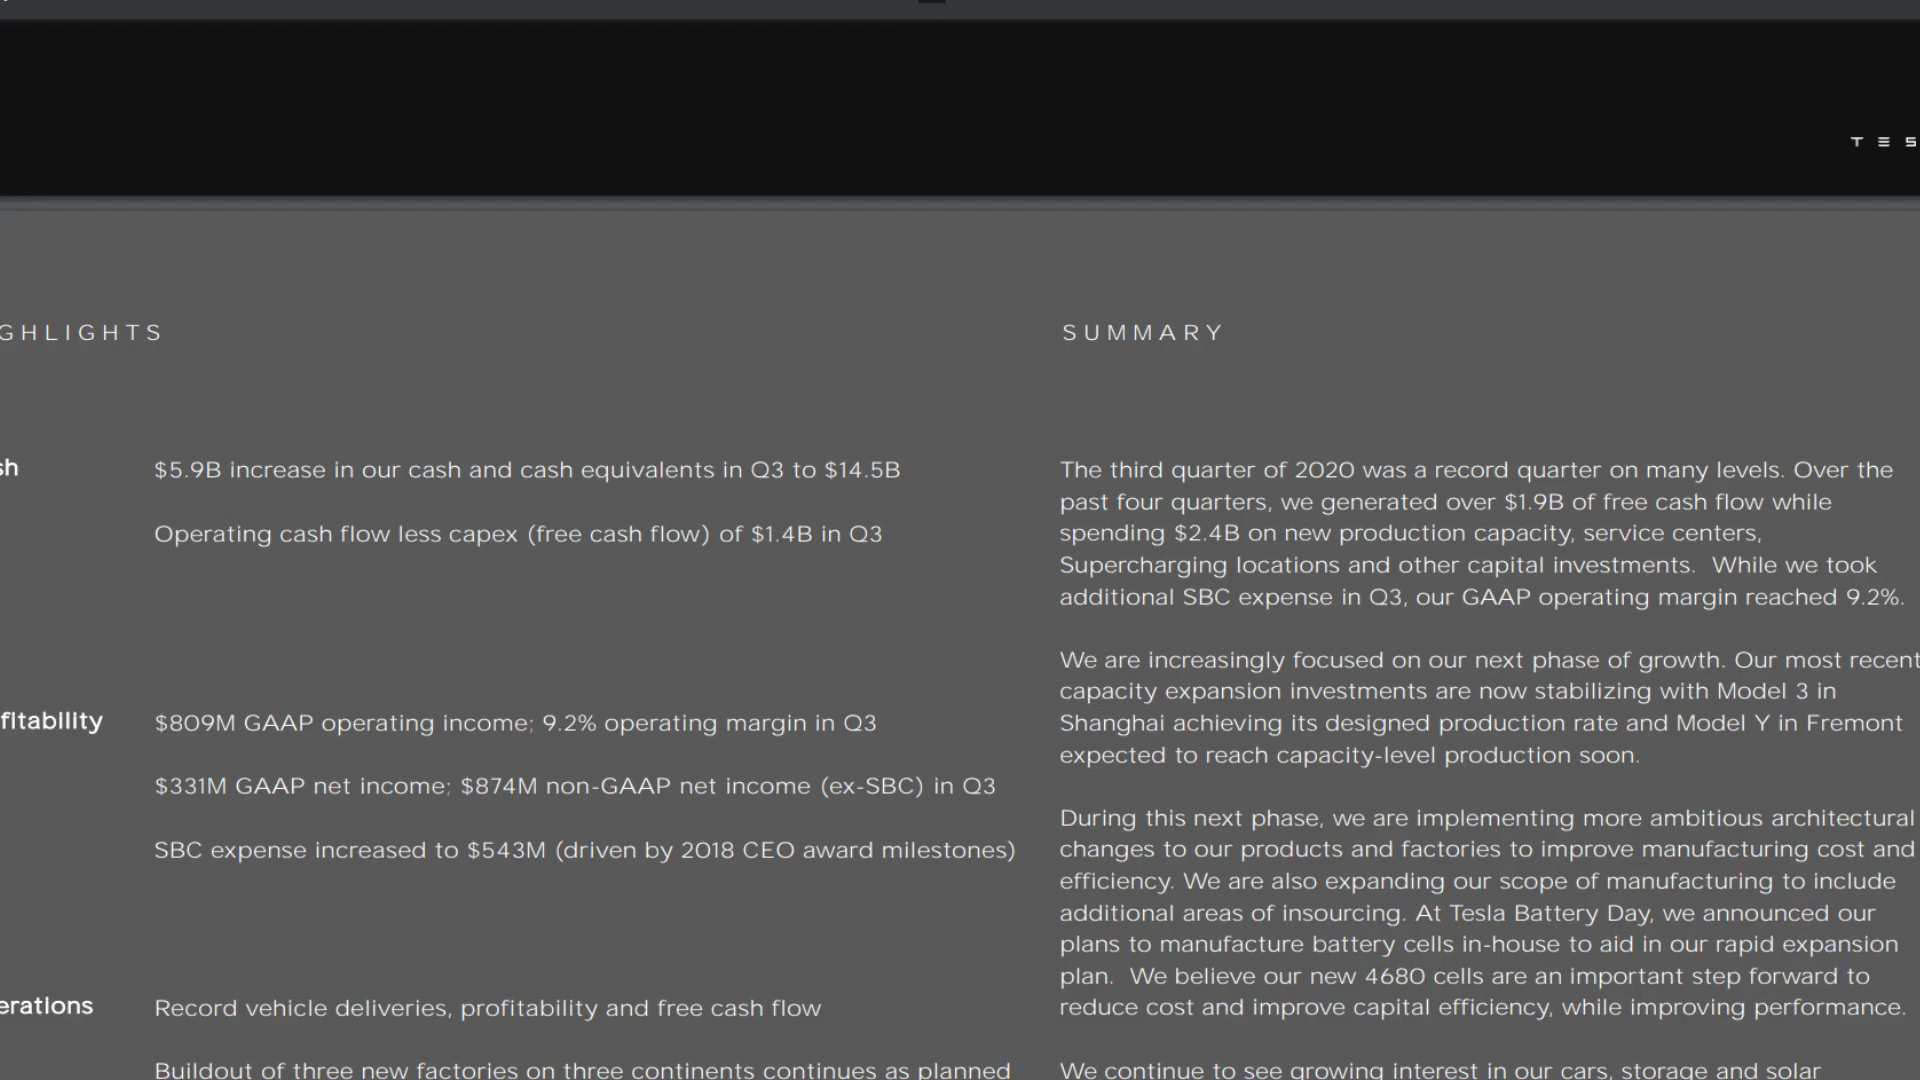 TES
GHLIGHTS
sh
$5.9B increase in our cash and cash equivalents in Q3 to $14.5B
Operating cash flow less capex (free cash flow) of $1.4B in Q3
fitability
$809M GAAP operating income; 9.2% operating margin in Q3
$331M GAAP net income; $874M non-GAAP net income (ex-SBC) in Q3
SBC expense increased to $543M (driven by 2018 CEO award milestones)
erations
Record vehicle deliveries, profitability and free cash flow
Buildout of three new factories on three continents continues as planned
SUMMARY
The third quarter of 2020 was a record quarter on many levels. Over the
past four quarters, we generated over $1.9B of free cash flow while
spending $2.4B on new production capacity, service centers,
Supercharging locations and other capital investments.  While we took
additional SBC expense in Q3, our GAAP operating margin reached 9.2%.
We are increasingly focused on our next phase of growth. Our most recent
capacity expansion investments are now stabilizing with Model 3 in
Shanghai achieving its designed production rate and Model Y in Fremont
expected to reach capacity-level production soon.
During this next phase, we are implementing more ambitious architectural
changes to our products and factories to improve manufacturing cost and
efficiency. We are also expanding our scope of manufacturing to include
additional areas of insourcing. At Tesla Battery Day, we announced our
plans to manufacture battery cells in-house to aid in our rapid expansion
plan.  We believe our new 4680 cells are an important step forward to
reduce cost and improve capital efficiency, while improving performance.
We continue to see growing interest in our cars, storage and solar